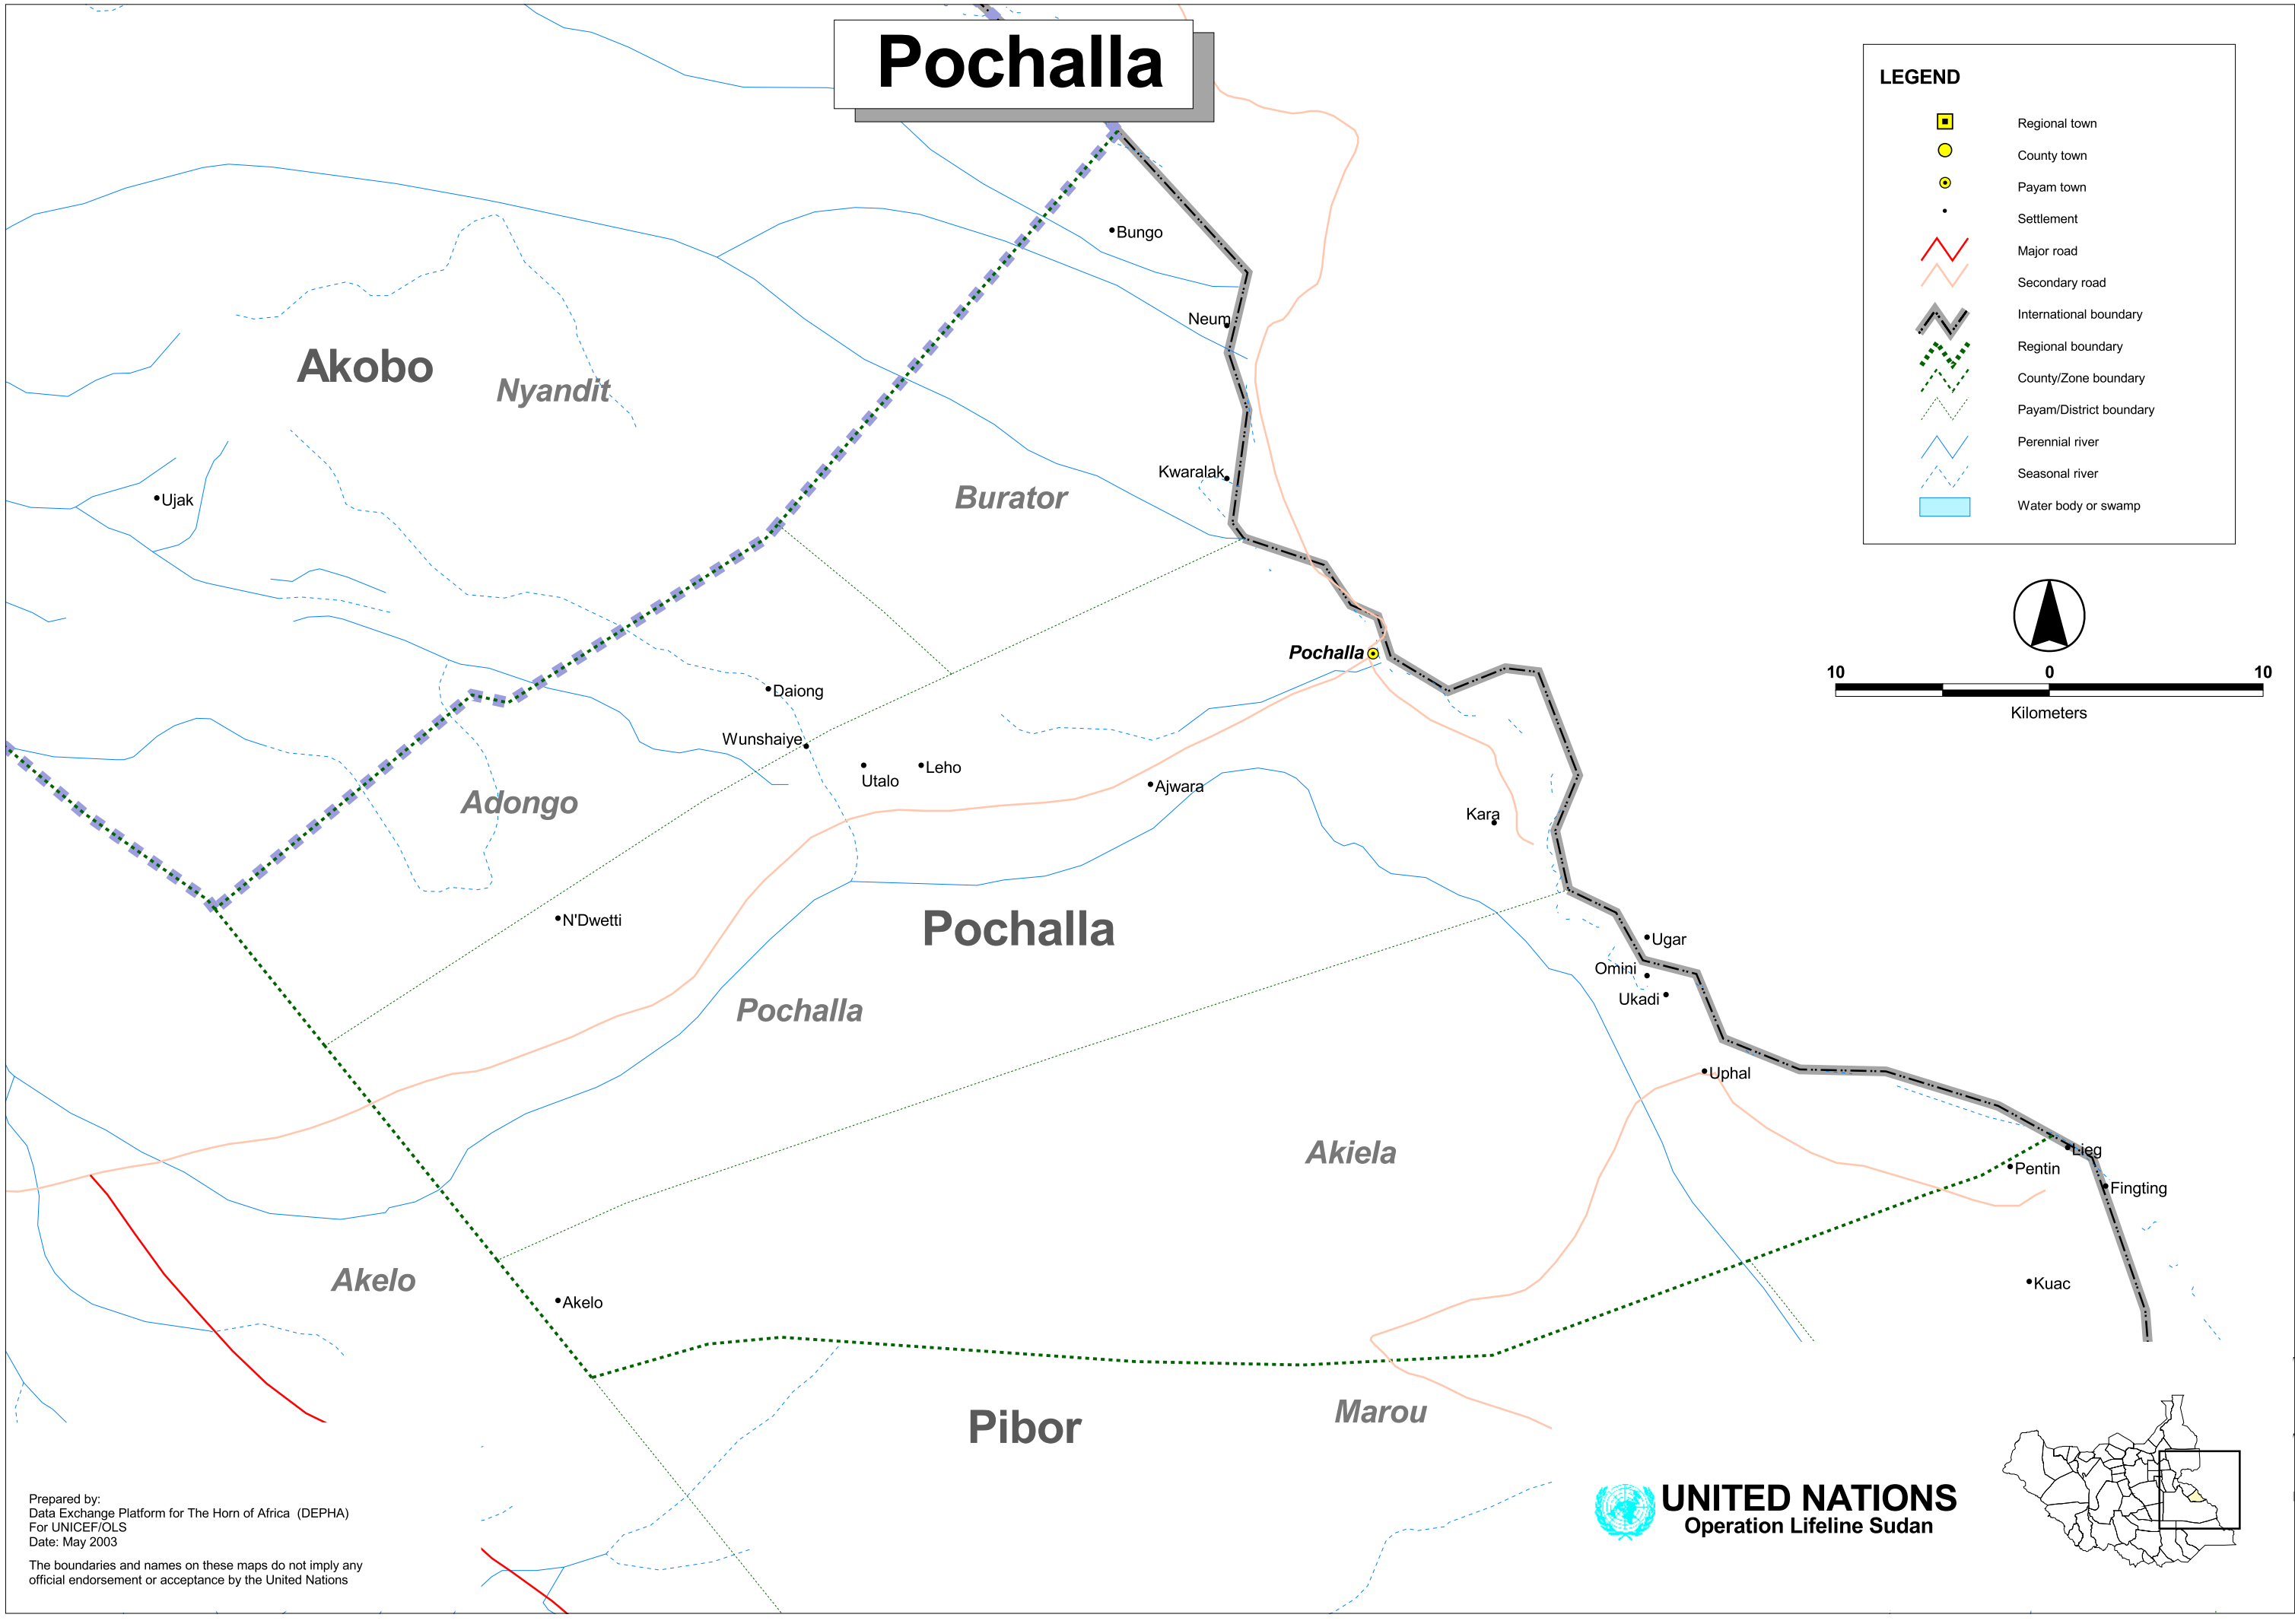 Pochalla
LEGEND
Regional town
County town
Payam town
Settlement
Major road
Secondary road
International boundary
Regional boundary
County/Zone boundary
Payam/District boundary
Perennial river
Seasonal river
Water body or swamp
10 0 10
Kilometers
Bungo
Neum
Akobo
Nyandit
Kwaralak
Burator
Ujak
Pochalla
Daiong
Wunshaiye
Utalo
Leho
Ajwara
Adongo
Kara
N'Dwetti
Pochalla
Ugar
Omini
Ukadi
Pochalla
Uphal
Akiela
Lieg
Pentin
Fingting
Akelo
Kuac
Akelo
Marou
Pibor
Prepared by:
Data Exchange Platform for The Horn of Africa (DEPHA)
For UNICEF/OLS
Date: May 2003
The boundaries and names on these maps do not imply any
official endorsement or acceptance by the United Nations
UNITED NATIONS
Operation Lifeline Sudan